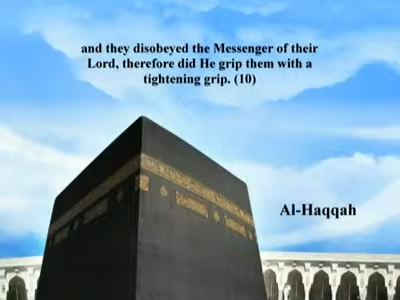 and they disobeyed the Messenger of their
Lord, therefore did He grip them with a
tightening grip. (10)
Al-Haqqah